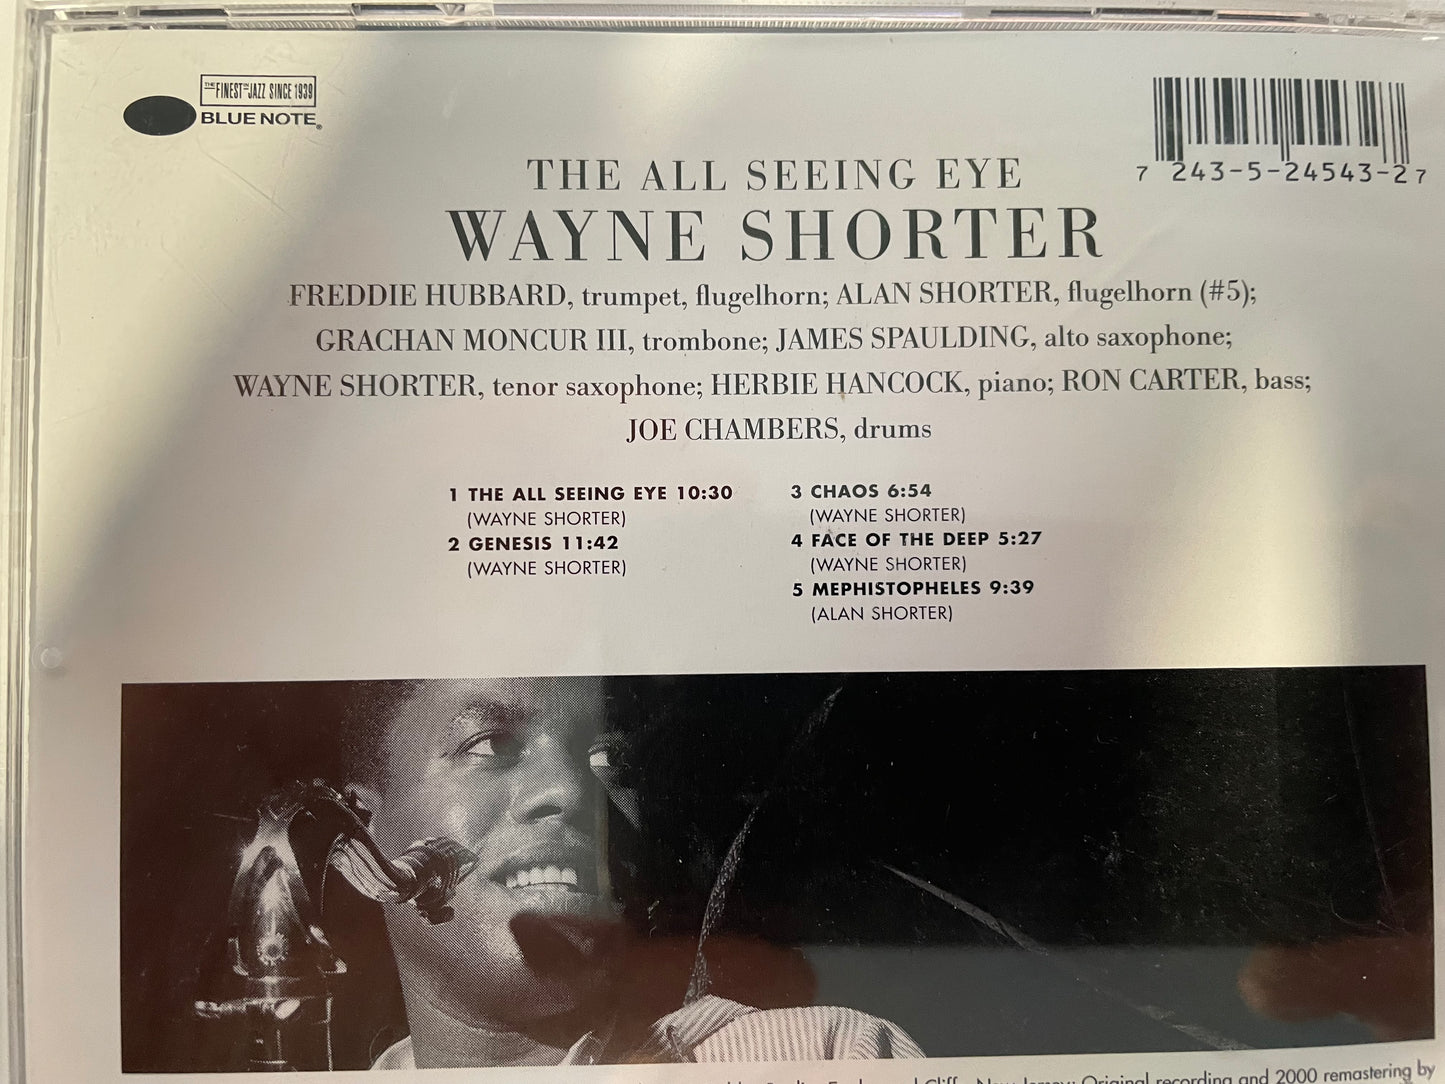 THE FINEST IN JAZZ SINCE 1939
BLUE NOTE®
7 243-5-24543-2 7
THE ALL SEEING EYE
WAYNE SHORTER
FREDDIE HUBBARD, trumpet, flugelhorn; ALAN SHORTER, flugelhorn (#5);
GRACHAN MONCUR III, trombone; JAMES SPAULDING, alto saxophone;
WAYNE SHORTER, tenor saxophone; HERBIE HANCOCK, piano; RON CARTER, bass;
JOE CHAMBERS, drums
1 THE ALL SEEING EYE 10:30
(WAYNE SHORTER)
2 GENESIS 11:42
(WAYNE SHORTER)
3 CHAOS 6:54
(WAYNE SHORTER)
4 FACE OF THE DEEP 5:27
(WAYNE SHORTER)
5 MEPHISTOPHELES 9:39
(ALAN SHORTER)
Cliffs, New Jersey; Original recording and 2000 remastering by